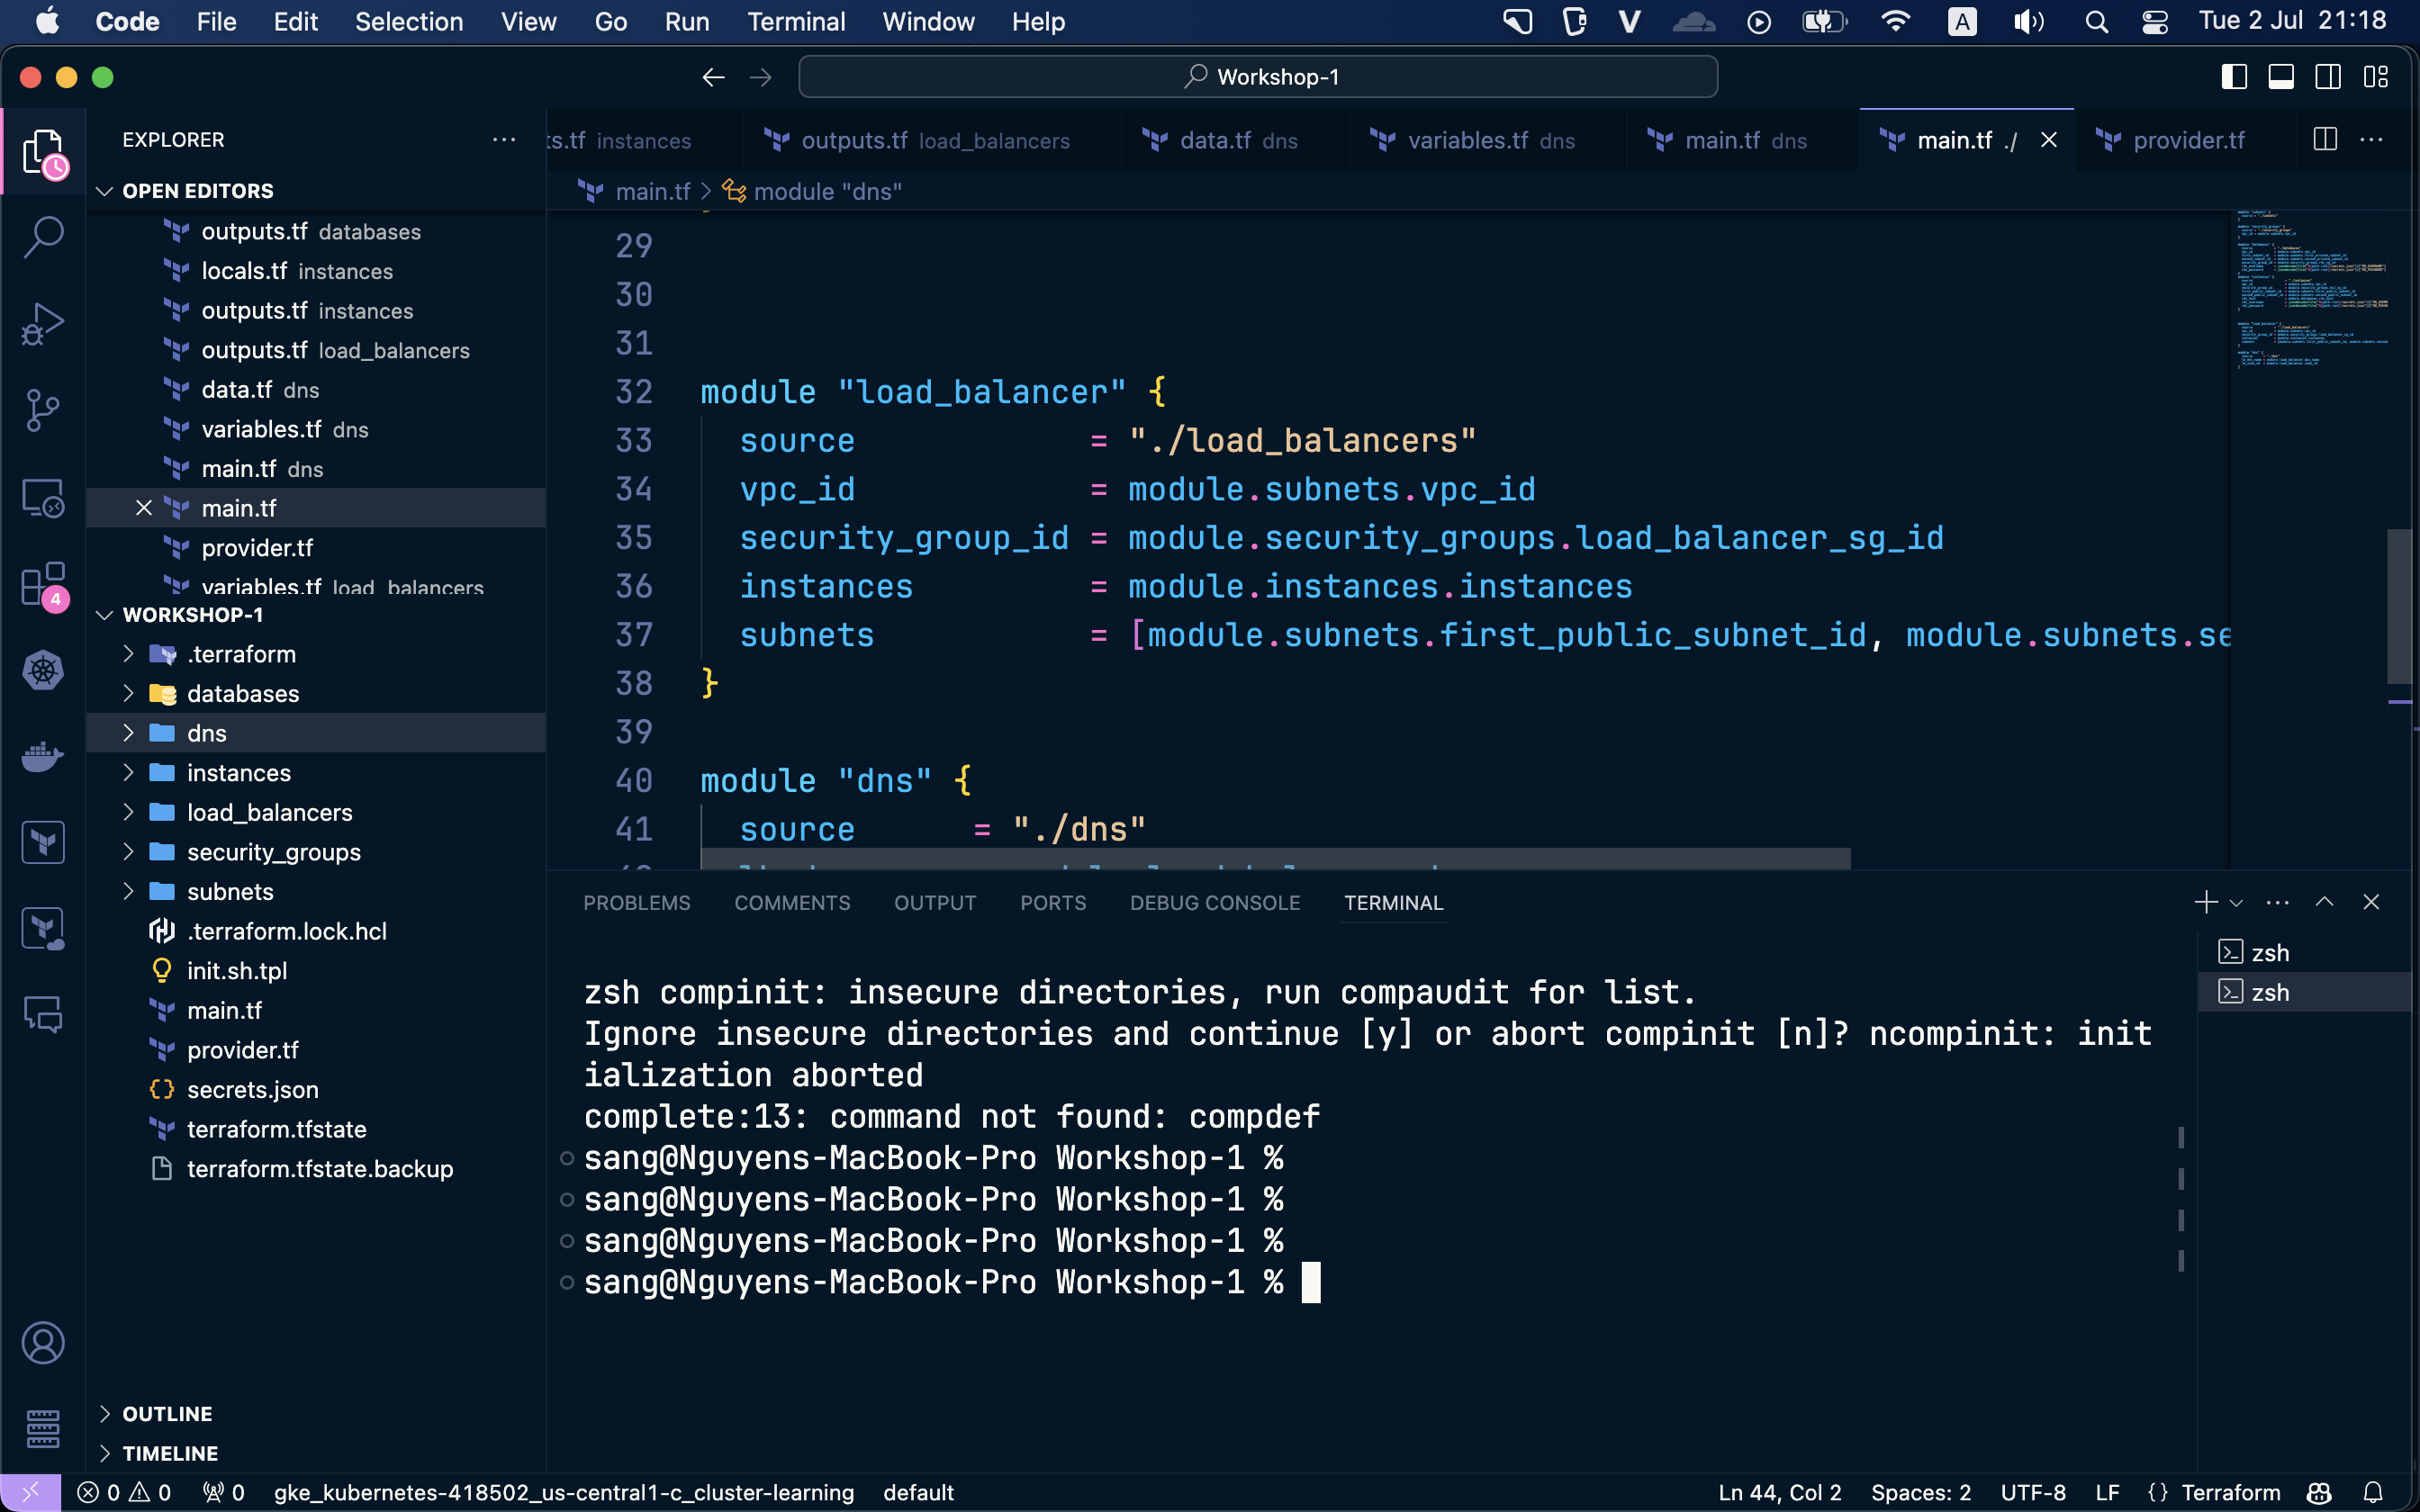 Code File Edit Selection View Go Run Terminal Window Help A Tue 2 Jul 21:18
Workshop-1
EXPLORER
ts.tf instances outputs.tf load_balancers data.tf dns variables.tf dns main.tf dns main.tf ./ provider.tf
OPEN EDITORS
main.tf > module "dns"
outputs.tf databases
locals.tf instances
outputs.tf instances
outputs.tf load_balancers
data.tf dns
variables.tf dns
main.tf dns
main.tf
provider.tf
variables.tf load_balancers
4
WORKSHOP-1
.terraform
databases
dns
instances
load_balancers
security_groups
subnets
.terraform.lock.hcl
init.sh.tpl
main.tf
provider.tf
secrets.json
terraform.tfstate
terraform.tfstate.backup
OUTLINE
TIMELINE
29
30
31
32 module "load_balancer" {
33 source = "./load_balancers"
34 vpc_id = module.subnets.vpc_id
35 security_group_id = module.security_groups.load_balancer_sg_id
36 instances = module.instances.instances
37 subnets = [module.subnets.first_public_subnet_id, module.subnets.se
38 }
39
40 module "dns" {
41 source = "./dns"
PROBLEMS COMMENTS OUTPUT PORTS DEBUG CONSOLE TERMINAL
zsh
zsh
zsh compinit: insecure directories, run compaudit for list.
Ignore insecure directories and continue [y] or abort compinit [n]? ncompinit: init
ialization aborted
complete:13: command not found: compdef
sang@Nguyens-MacBook-Pro Workshop-1 %
sang@Nguyens-MacBook-Pro Workshop-1 %
sang@Nguyens-MacBook-Pro Workshop-1 %
sang@Nguyens-MacBook-Pro Workshop-1 %
0 0 0 gke_kubernetes-418502_us-central1-c_cluster-learning default Ln 44, Col 2 Spaces: 2 UTF-8 LF {} Terraform